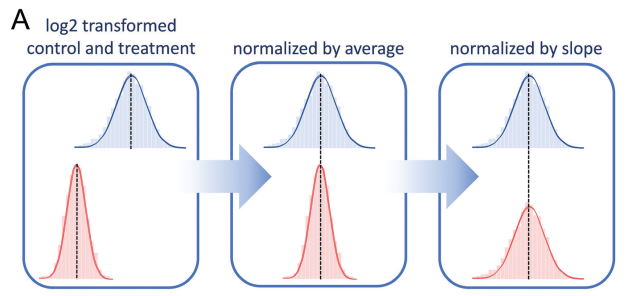 A
log2 transformed
control and treatment
normalized by average
normalized by slope